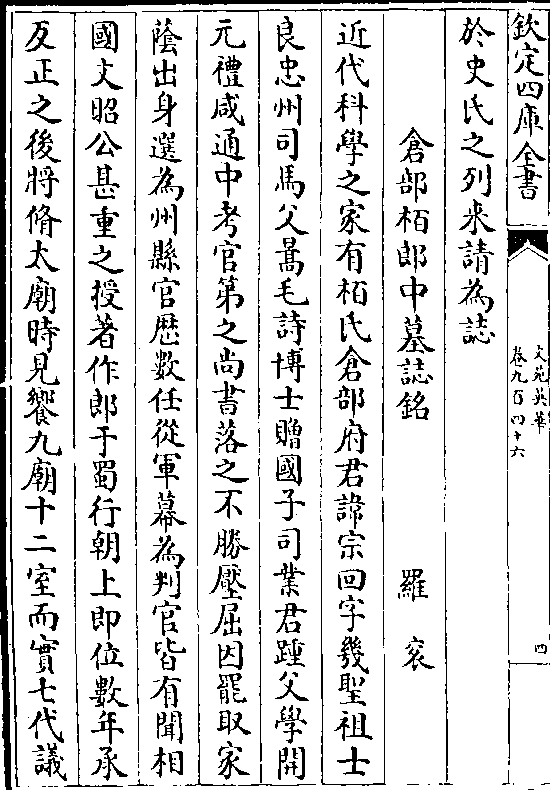 欽定四庫全書
文苑英華
卷九百四十六
四
於史氏之列来請為誌
倉部栢郎中墓誌銘 羅衮
近代科學之家有栢氏倉部府君諱宗回字幾聖祖士
良忠州司馬父暠毛詩博士贈國子司業君踵父學開
元禮咸通中考官第之尚書落之不勝壓屈因罷取家
蔭出身選為州縣官歴數任從軍幕為判官皆有聞相
國文昭公甚重之授著作郎于蜀行朝上即位數年承
反正之後將脩太廟時見饗九廟十二室而實七代議